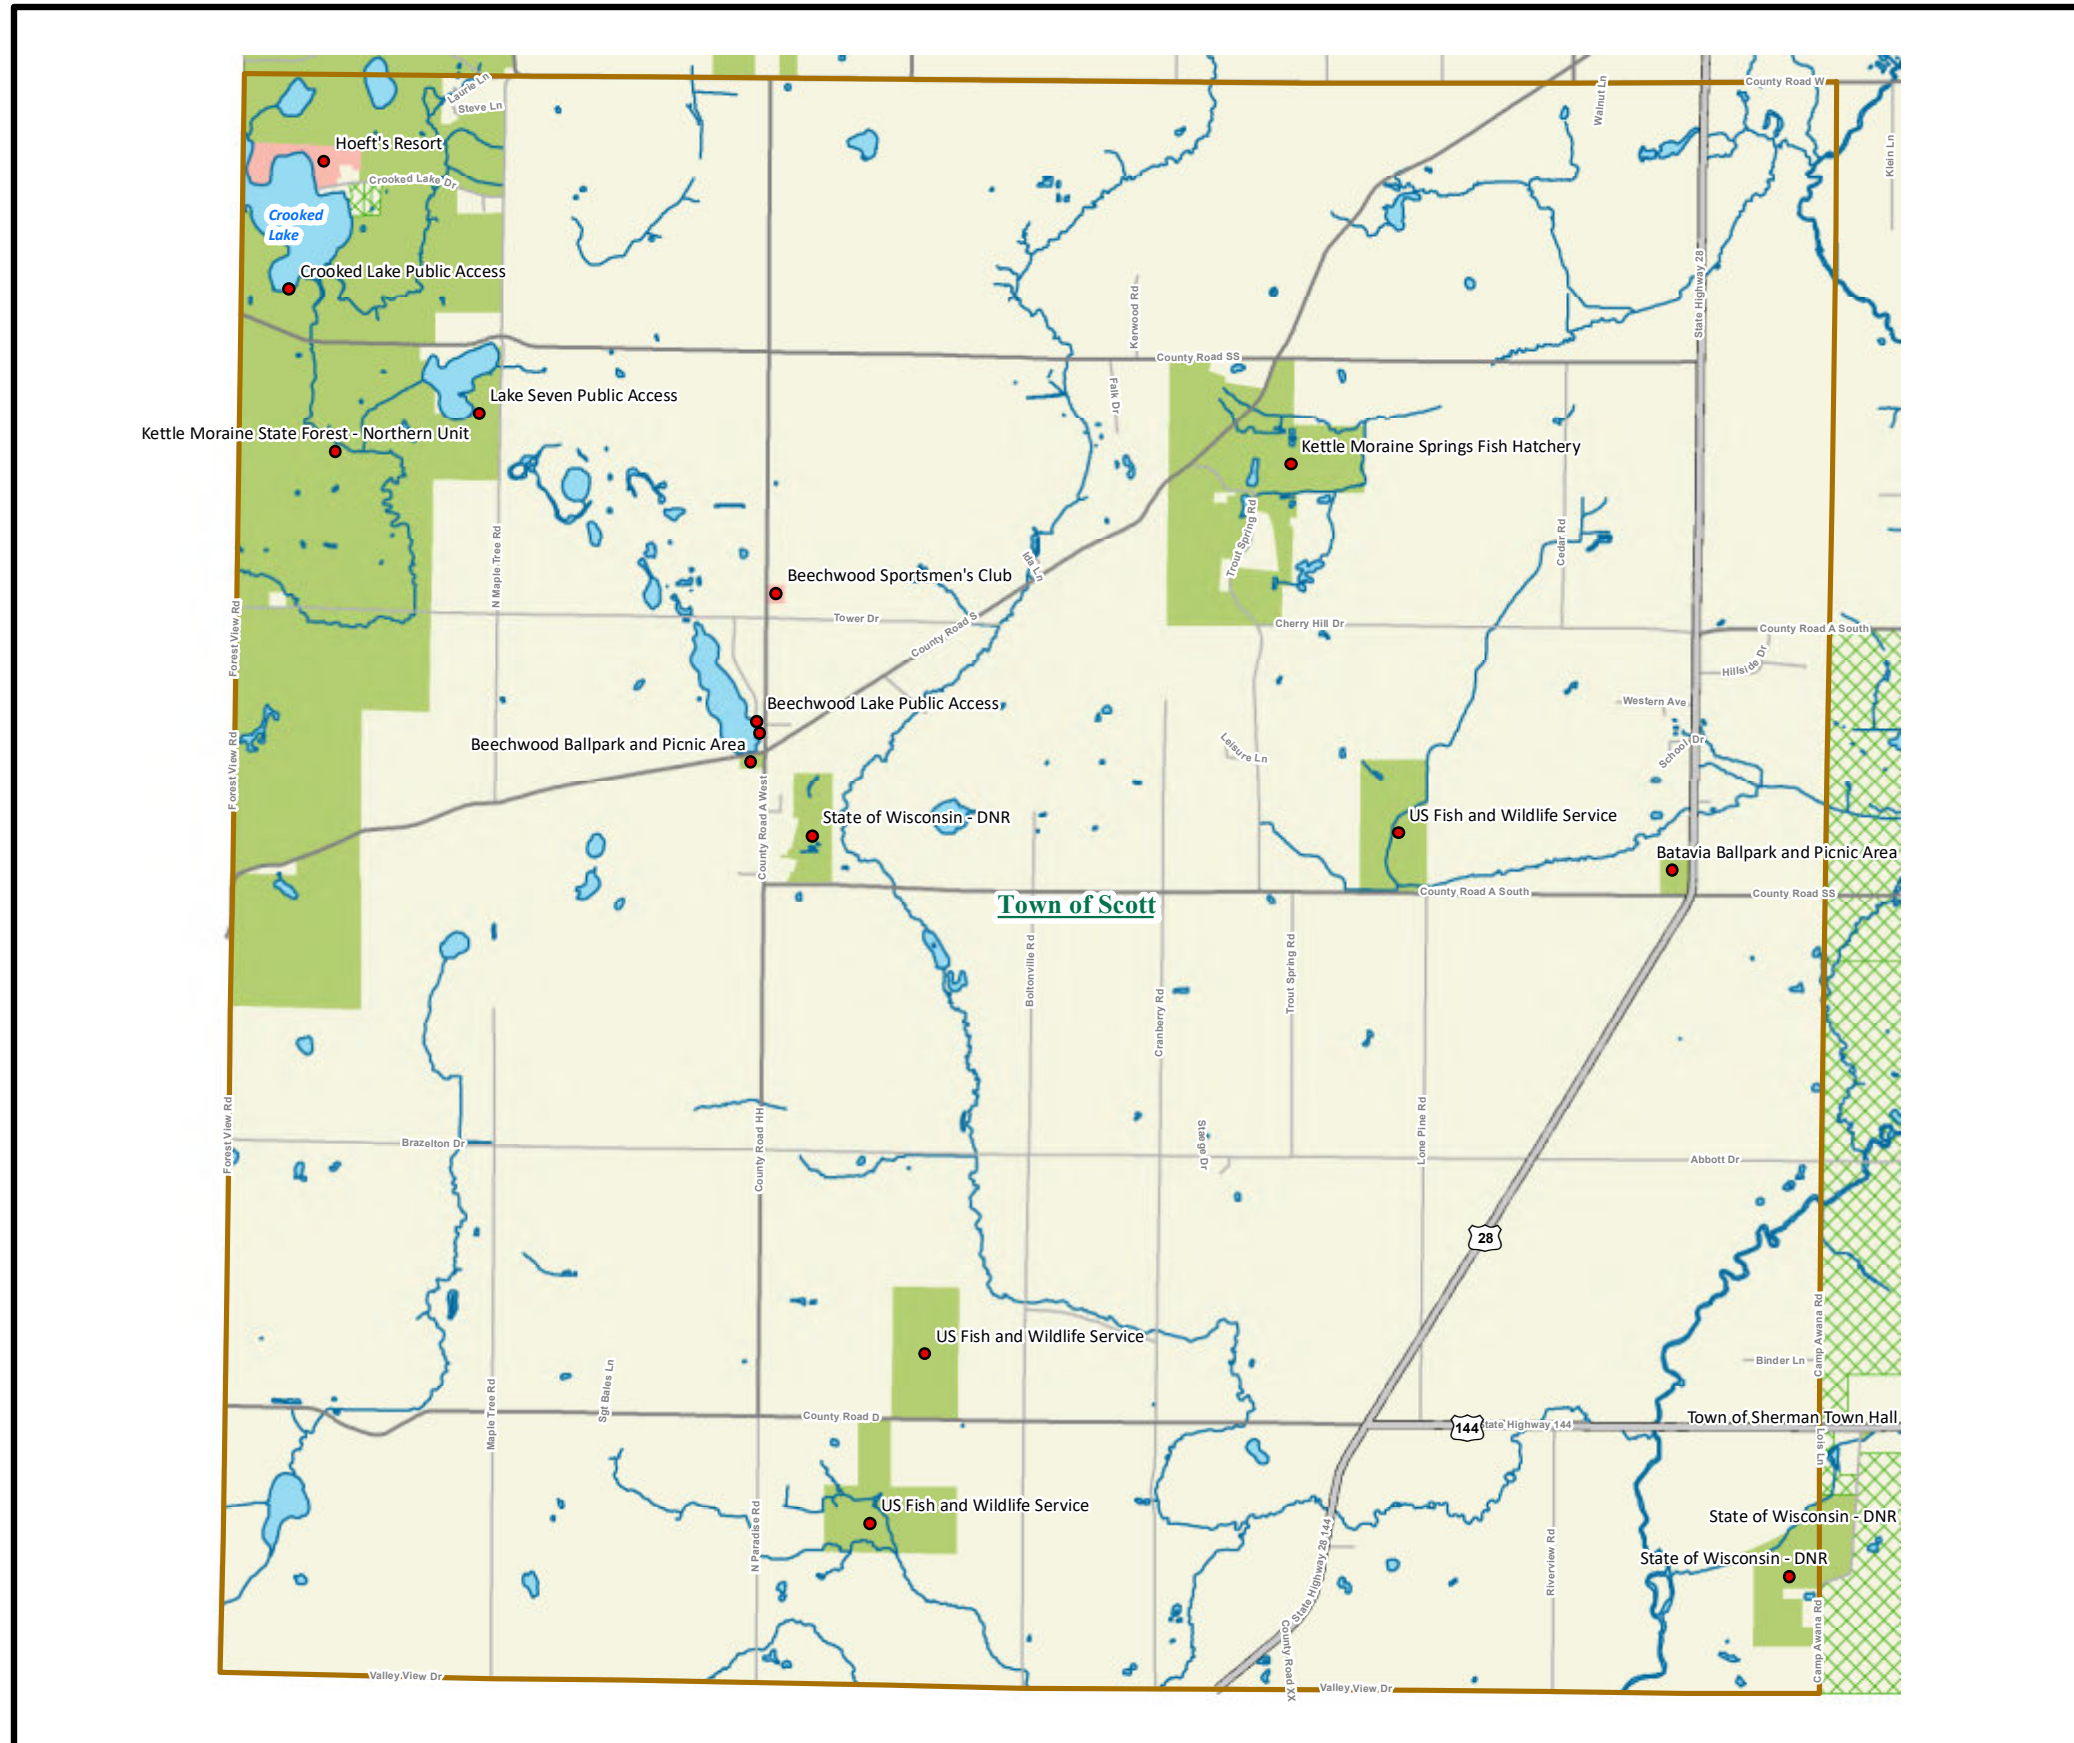 County Road W
Laurie Ln
Steve Ln
Walnut Ln
Klein Ln
Hoeft's Resort
Crooked Lake Dr
Crooked
Lake
Crooked Lake Public Access
State Highway 28
Kerwood Rd
County Road SS
Falk Dr
Lake Seven Public Access
Kettle Moraine State Forest - Northern Unit
Kettle Moraine Springs Fish Hatchery
N Maple Tree Rd
Trout Spring Rd
Cedar Rd
Ida Ln
Beechwood Sportsmen's Club
Tower Dr
County Road S
Cherry Hill Dr
County Road A South
Forest View Rd
Hillside Dr
Western Ave
Beechwood Lake Public Access
Beechwood Ballpark and Picnic Area
Leisure Ln
School Dr
Forest View Rd
County Road A West
State of Wisconsin - DNR
US Fish and Wildlife Service
Batavia Ballpark and Picnic Area
County Road A South
County Road SS
Town of Scott
Boltonville Rd
Cranberry Rd
Trout Spring Rd
Forest View Rd
Brazelton Dr
County Road HH
Staege Dr
Lone Pine Rd
Abbott Dr
28
US Fish and Wildlife Service
Camp Awana Rd
Binder Ln
Maple Tree Rd
Sgt Bales Ln
County Road D
144
State Highway 144
Town of Sherman Town Hall
Lois Ln
US Fish and Wildlife Service
N Paradise Rd
State of Wisconsin - DNR
State of Wisconsin - DNR
State Highway 28 144
Riverview Rd
Camp Awana Rd
County Road XX
Valley View Dr
Valley View Dr